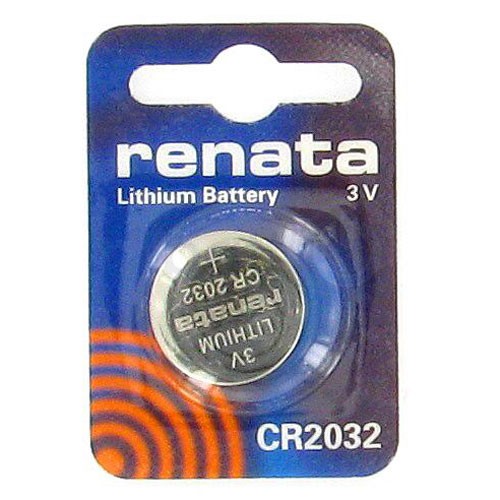 renata
Lithium Battery 3 V
+
CR 2032
renata
LITHIUM
3V
CR2032